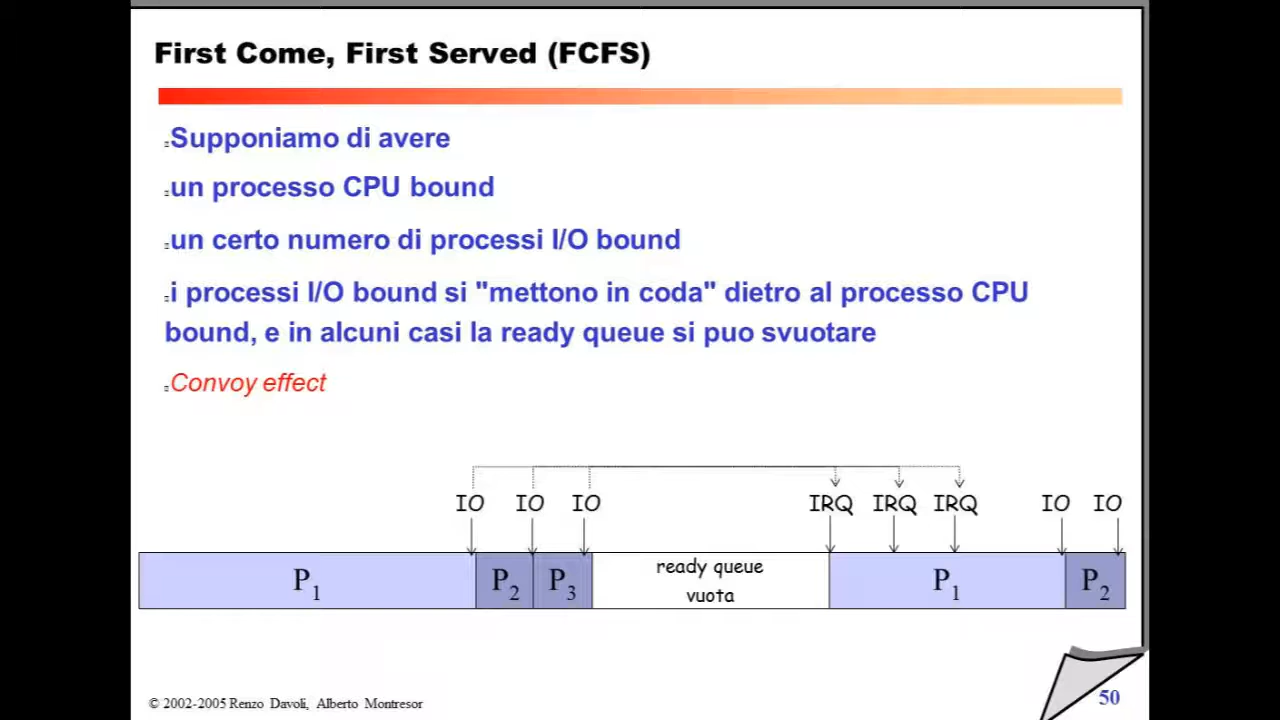 First Come, First Served (FCFS)
Supponiamo di avere
un processo CPU bound
un certo numero di processi I/O bound
i processi I/O bound si "mettono in coda" dietro al processo CPU
bound, e in alcuni casi la ready queue si puo svuotare
Convoy effect
IO IO IO IRQ IRQ IRQ IO IO
P1 P2 P3 ready queue P1 P2
vuota
© 2002-2005 Renzo Davoli, Alberto Montresor
50